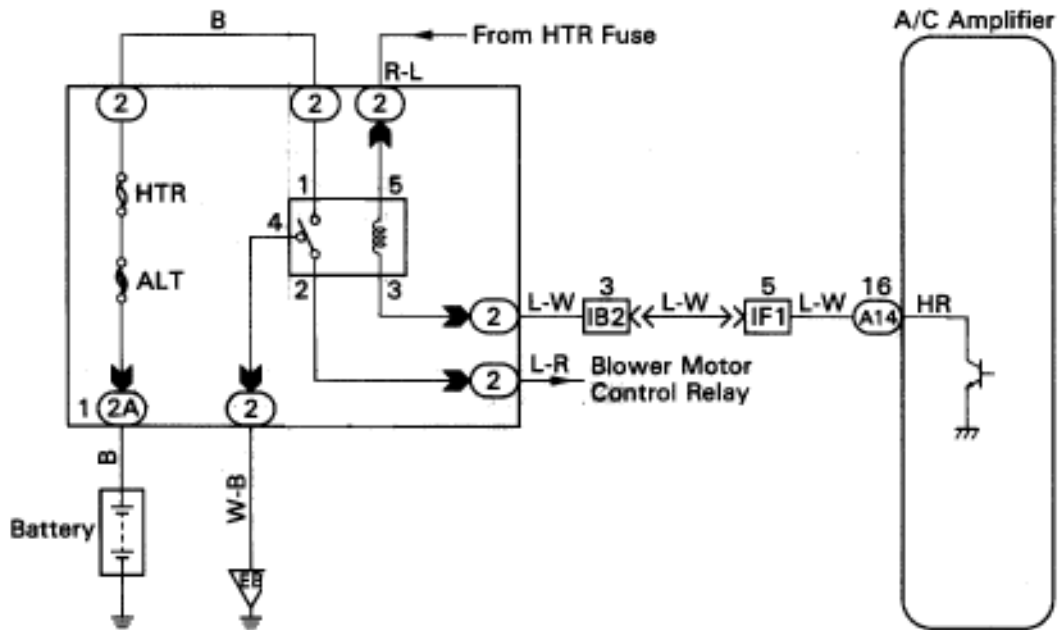 B
From HTR Fuse
A/C Amplifier
R-L
2
2
2
HTR
1
5
4
ALT
2
3
2
L-W
3
IB2
L-W
5
IF1
L-W
16
A14
HR
2
L-R
Blower Motor
Control Relay
1
2A
2
B
W-B
Battery
EB